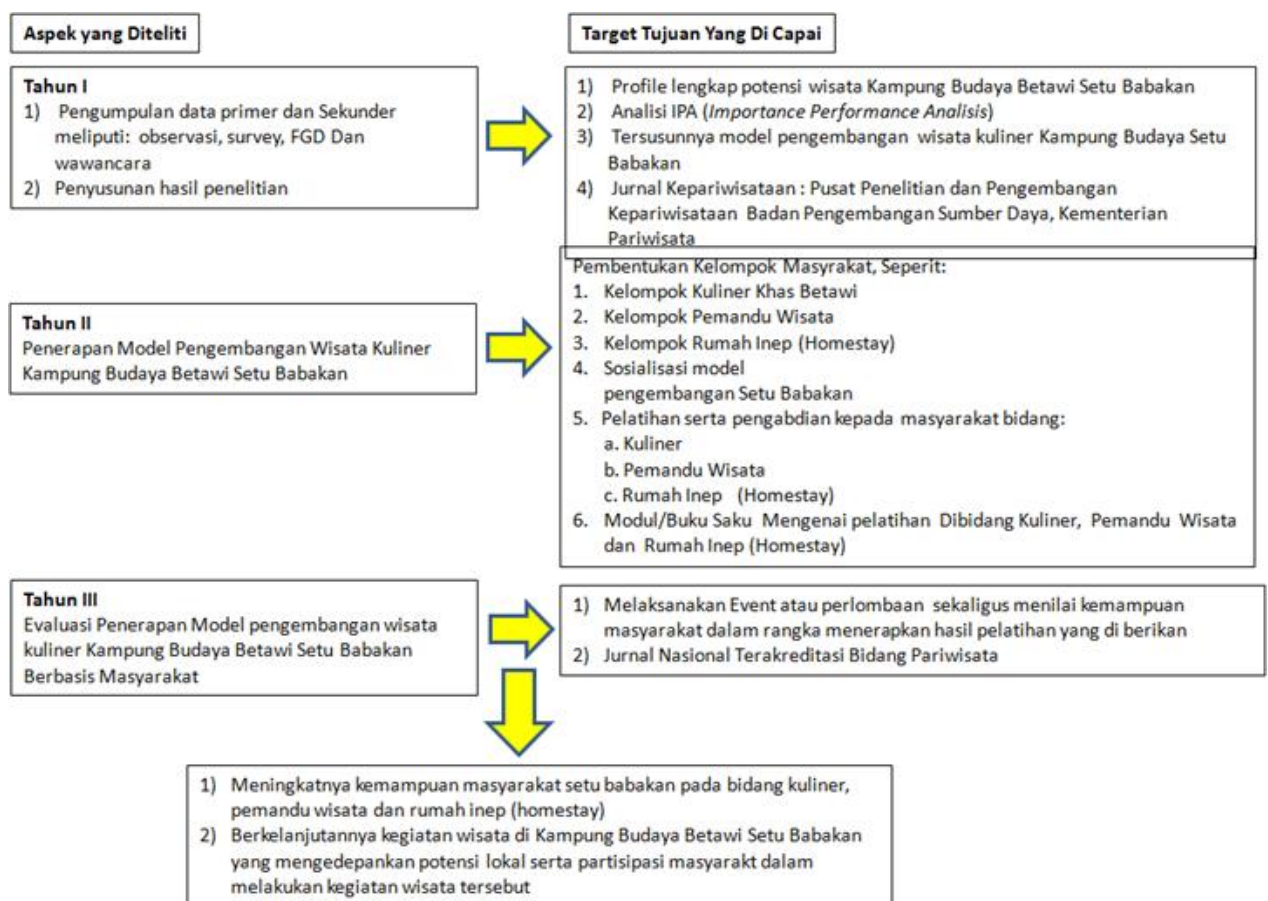 Aspek yang Diteliti
Target Tujuan Yang Di Capai
Tahun I
1) Pengumpulan data primer dan Sekunder
meliputi: observasi, survey, FGD Dan
wawancara
2) Penyusunan hasil penelitian
1) Profile lengkap potensi wisata Kampung Budaya Betawi Setu Babakan
2) Analisi IPA (Importance Performance Analisis)
3) Tersusunnya model pengembangan wisata kuliner Kampung Budaya Setu
Babakan
4) Jurnal Kepariwisataan : Pusat Penelitian dan Pengembangan
Kepariwisataan Badan Pengembangan Sumber Daya, Kementerian
Pariwisata
Tahun II
Penerapan Model Pengembangan Wisata Kuliner
Kampung Budaya Betawi Setu Babakan
Pembentukan Kelompok Masyrakat, Seperit:
1. Kelompok Kuliner Khas Betawi
2. Kelompok Pemandu Wisata
3. Kelompok Rumah Inep (Homestay)
4. Sosialisasi model
pengembangan Setu Babakan
5. Pelatihan serta pengabdian kepada masyarakat bidang:
a. Kuliner
b. Pemandu Wisata
c. Rumah Inep (Homestay)
6. Modul/Buku Saku Mengenai pelatihan Dibidang Kuliner, Pemandu Wisata
dan Rumah Inep (Homestay)
Tahun III
Evaluasi Penerapan Model pengembangan wisata
kuliner Kampung Budaya Betawi Setu Babakan
Berbasis Masyarakat
1) Melaksanakan Event atau perlombaan sekaligus menilai kemampuan
masyarakat dalam rangka menerapkan hasil pelatihan yang di berikan
2) Jurnal Nasional Terakreditasi Bidang Pariwisata
1) Meningkatnya kemampuan masyarakat setu babakan pada bidang kuliner,
pemandu wisata dan rumah inep (homestay)
2) Berkelanjutannya kegiatan wisata di Kampung Budaya Betawi Setu Babakan
yang mengedepankan potensi lokal serta partisipasi masyarakt dalam
melakukan kegiatan wisata tersebut